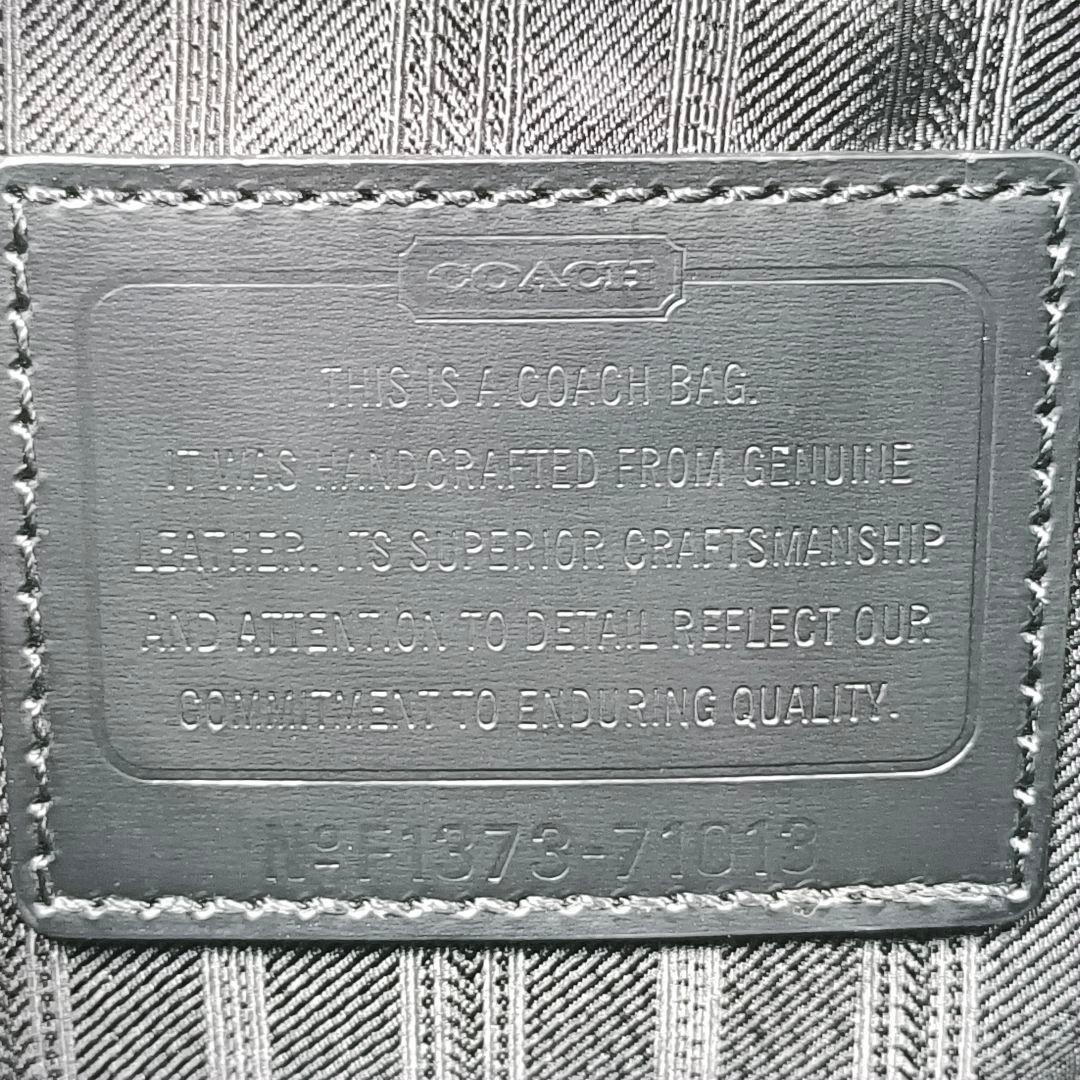 COACH
THIS IS A COACH BAG.
IT WAS HANDCRAFTED FROM GENUINE
LEATHER. ITS SUPERIOR CRAFTSMANSHIP
AND ATTENTION TO DETAIL REFLECT OUR
COMMITMENT TO ENDURING QUALITY.
Nº F1373-71013